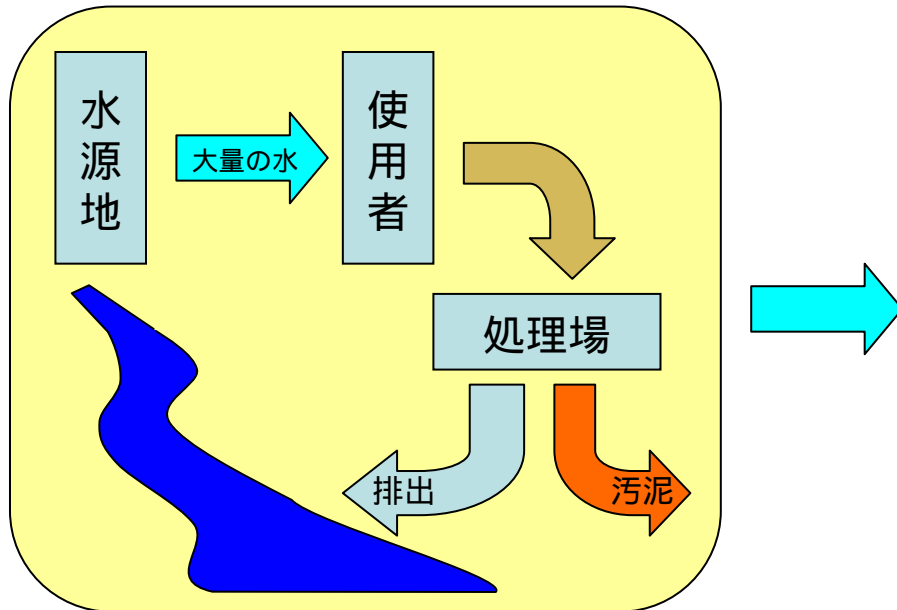 水源地
大量の水
使用者
処理場
排出
汚泥